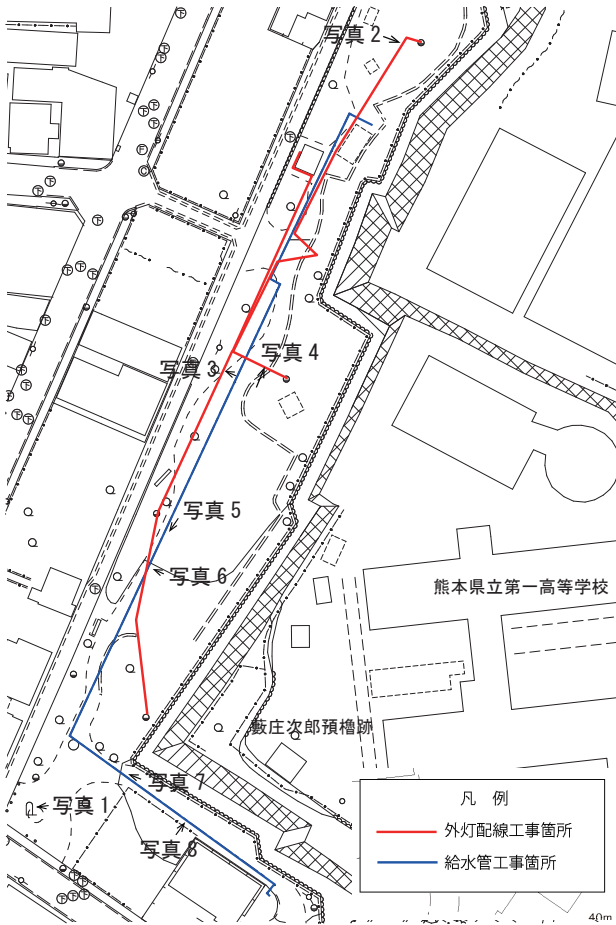 写真 2
写真 4
写真 3
写真 5
写真 6
熊本県立第一高等学校
藪庄次郎預櫓跡
写真 7
写真 1
写真 8
凡 例
外灯配線工事箇所
給水管工事箇所
40m